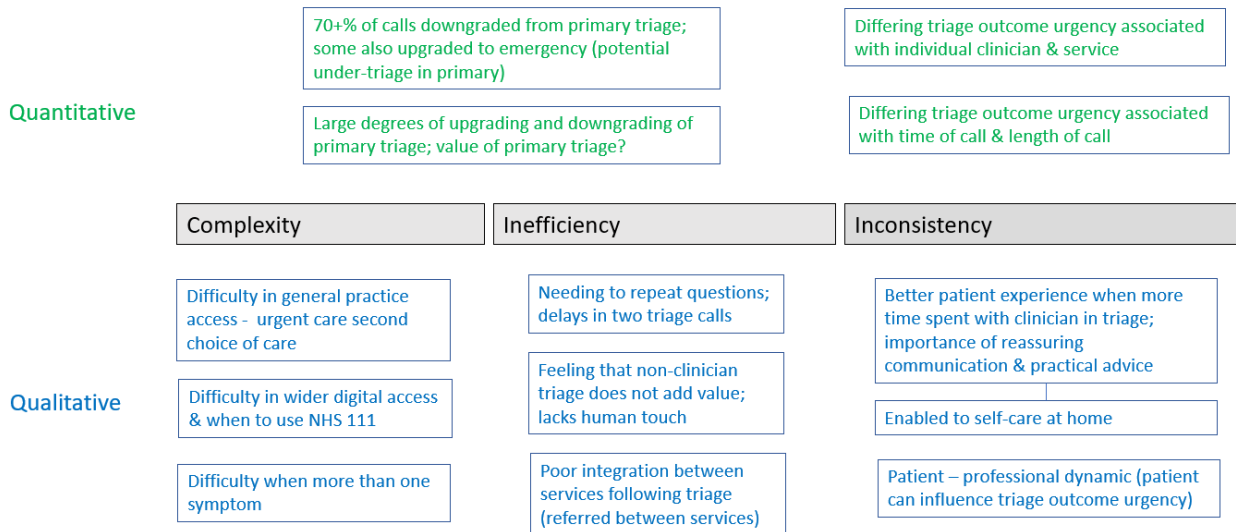 70+% of calls downgraded from primary triage;
some also upgraded to emergency (potential
under-triage in primary)
Differing triage outcome urgency associated
with individual clinician & service
Quantitative
Large degrees of upgrading and downgrading of
primary triage; value of primary triage?
Differing triage outcome urgency associated
with time of call & length of call
Complexity
Inefficiency
Inconsistency
Difficulty in general practice
access -  urgent care second
choice of care
Needing to repeat questions;
delays in two triage calls
Better patient experience when more
time spent with clinician in triage;
importance of reassuring
communication & practical advice
Qualitative
Difficulty in wider digital access
& when to use NHS 111
Feeling that non-clinician
triage does not add value;
lacks human touch
Enabled to self-care at home
Difficulty when more than one
symptom
Poor integration between
services following triage
(referred between services)
Patient – professional dynamic (patient
can influence triage outcome urgency)